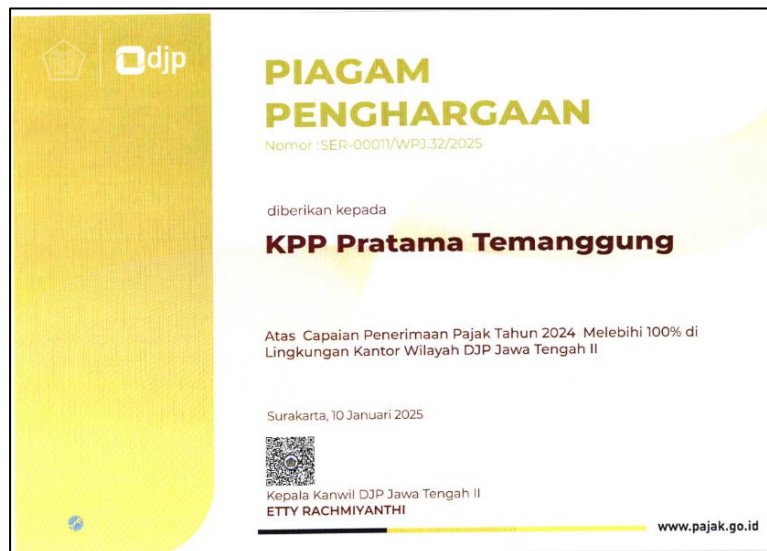 djp
PIAGAM
PENGHARGAAN
Nomor :SER-00011/WPJ.32/2025
diberikan kepada
KPP Pratama Temanggung
Atas Capaian Penerimaan Pajak Tahun 2024 Melebihi 100% di
Lingkungan Kantor Wilayah DJP Jawa Tengah II
Surakarta, 10 Januari 2025
Kepala Kanwil DJP Jawa Tengah II
ETTY RACHMIYANTHI
www.pajak.go.id